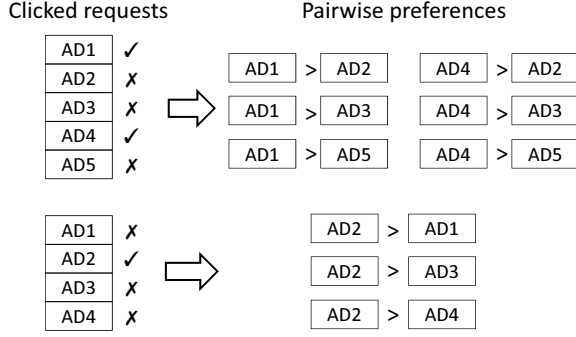 Clicked requests
Pairwise preferences
AD1 ✓
AD2 ✗
AD3 ✗
AD4 ✓
AD5 ✗
AD1 > AD2 AD4 > AD2
AD1 > AD3 AD4 > AD3
AD1 > AD5 AD4 > AD5
AD1 ✗
AD2 ✓
AD3 ✗
AD4 ✗
AD2 > AD1
AD2 > AD3
AD2 > AD4